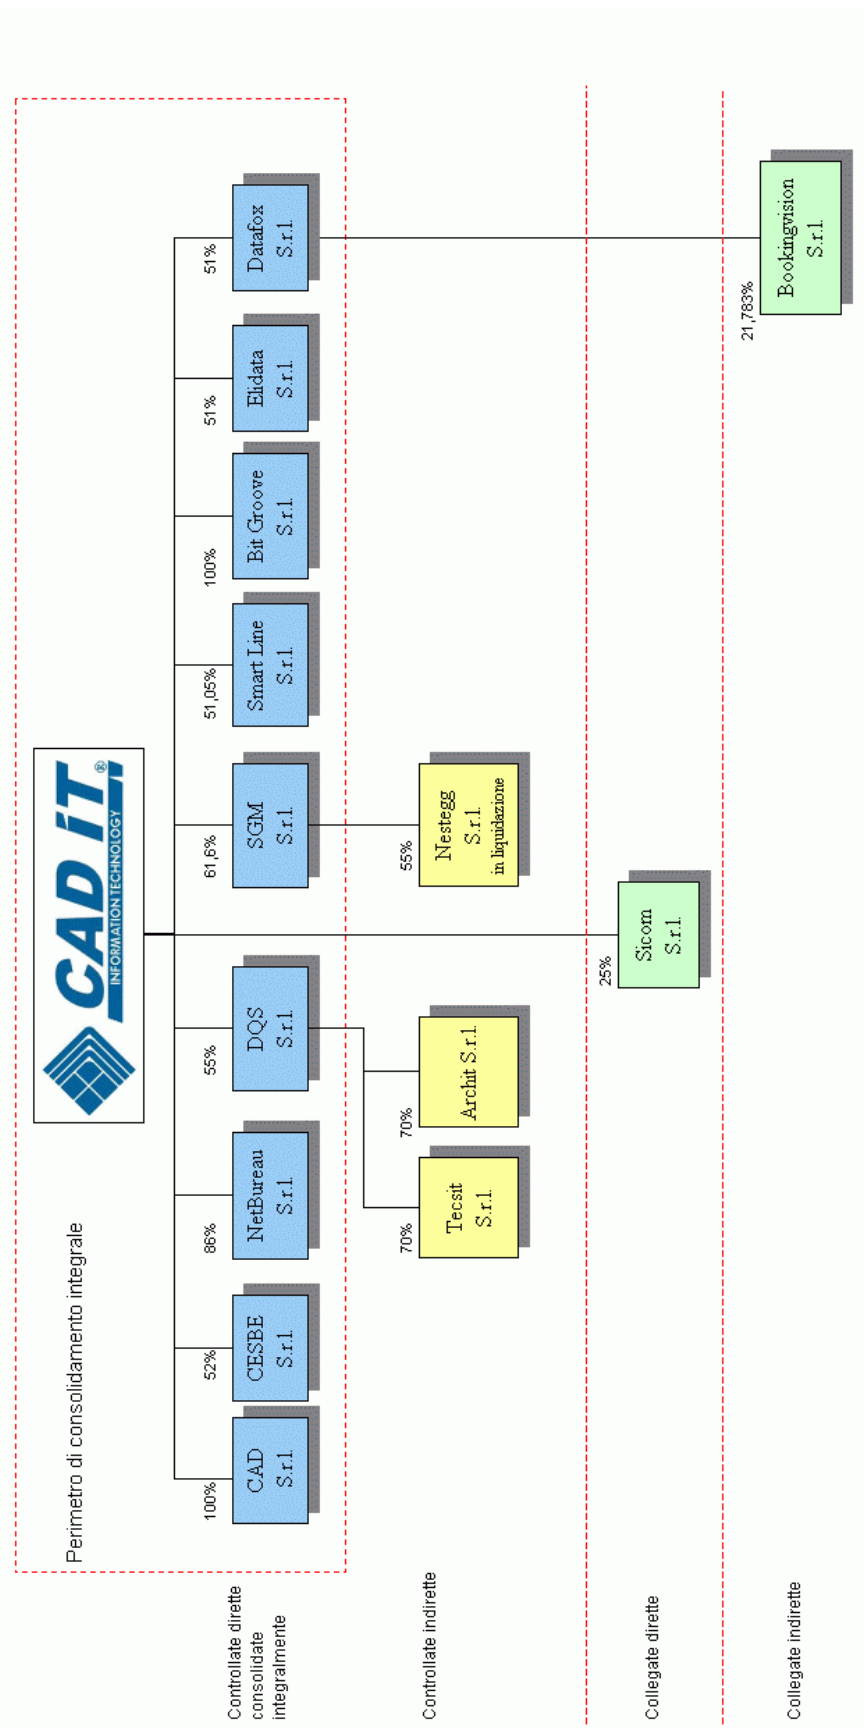 CAD iT®
INFORMATION TECHNOLOGY
Perimetro di consolidamento integrale
Controllate dirette
consolidate
integralmente
100%
CAD
S.r.l.
52%
CESBE
S.r.l.
86%
NetBureau
S.r.l.
55%
DQS
S.r.l.
61,6%
SGM
S.r.l.
51,05%
Smart Line
S.r.l.
100%
Bit Groove
S.r.l.
51%
Elidata
S.r.l.
51%
Datafox
S.r.l.
Controllate indirette
70%
Tecsit
S.r.l.
70%
Archit S.r.l.
55%
Nestegg
S.r.l.
in liquidazione
Collegate dirette
25%
Sicom
S.r.l.
Collegate indirette
21,783%
Bookingvision
S.r.l.